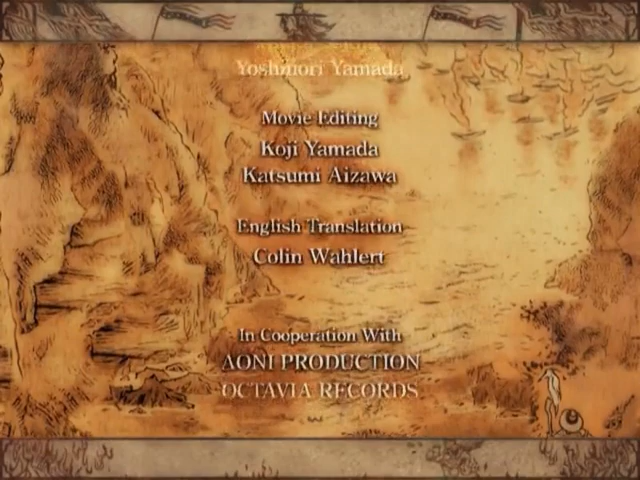 Yoshinori Yamada
Movie Editing
Koji Yamada
Katsumi Aizawa
English Translation
Colin Wahlert
In Cooperation With
AONI PRODUCTION
OCTAVIA RECORDS